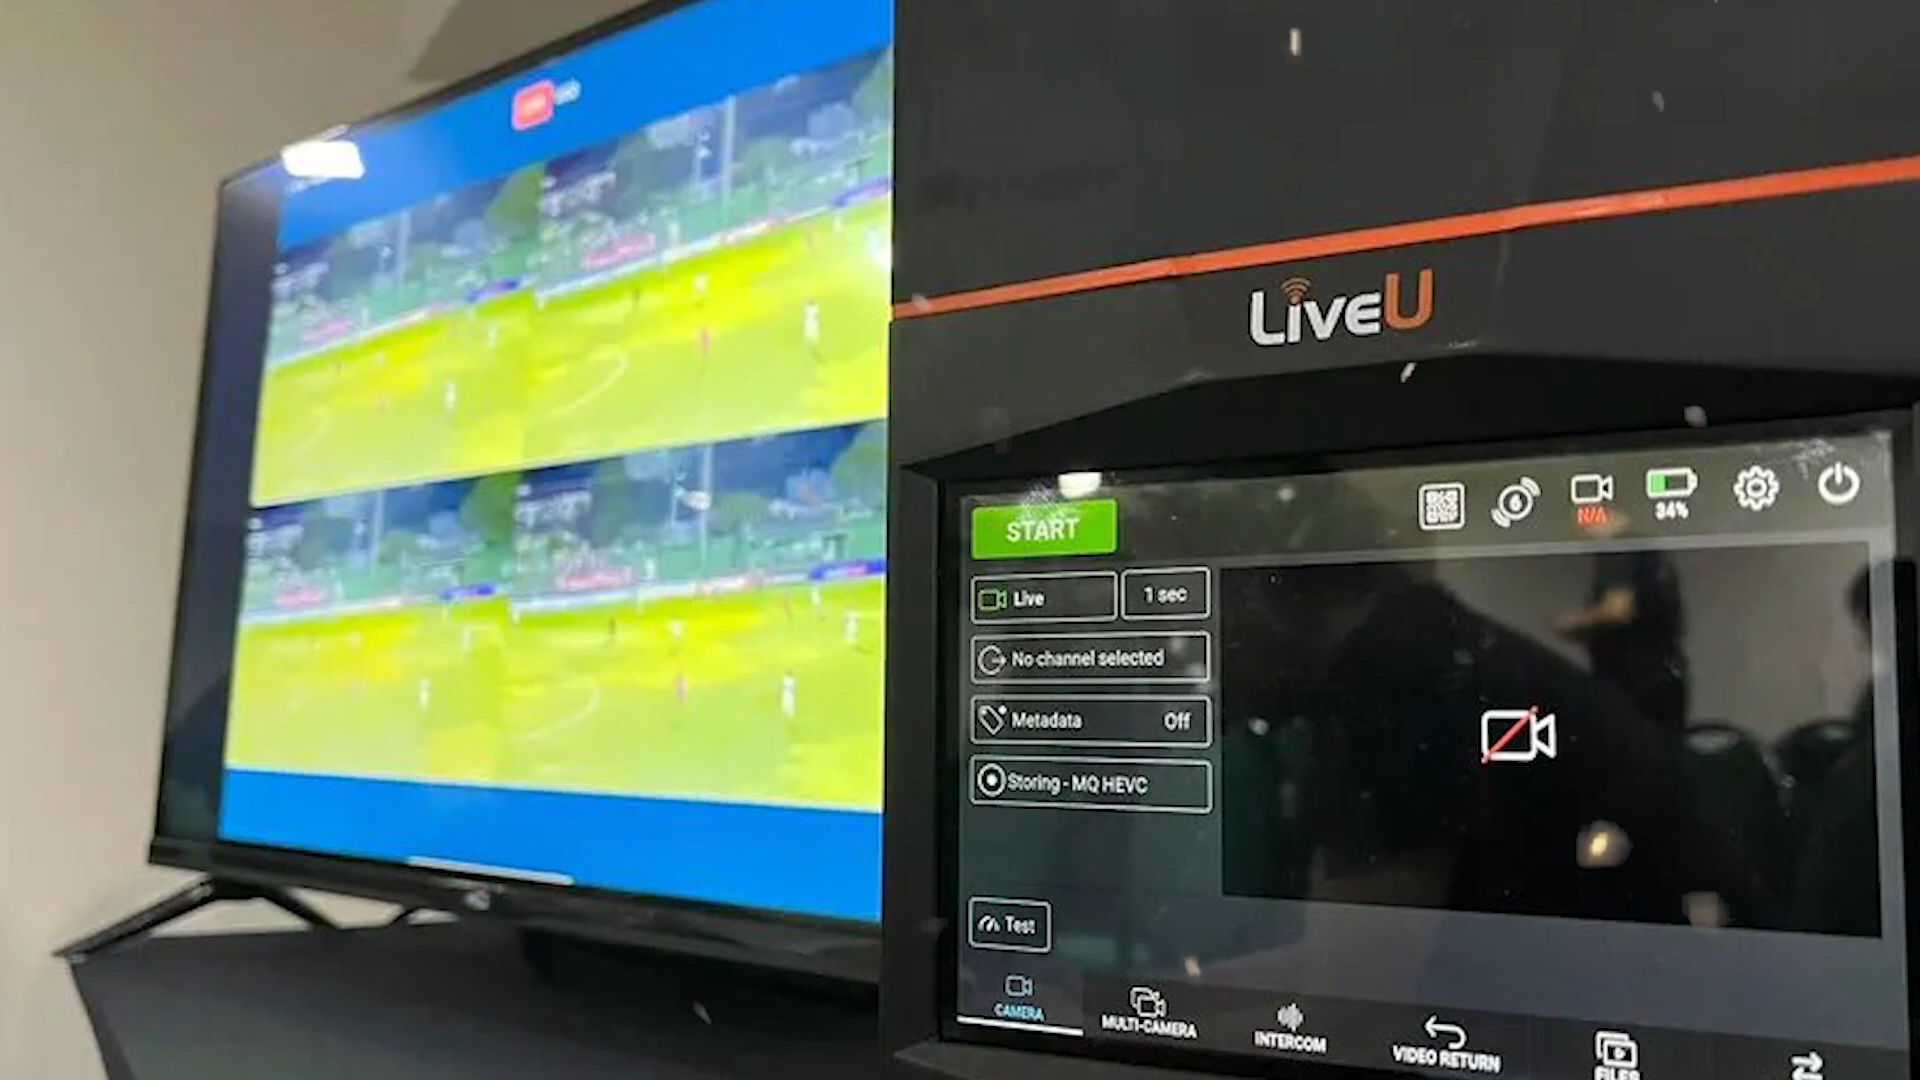 LiveU
START
N/A
34%
Live
1 sec
No channel selected
Metadata Off
Storing - MQ HEVC
Test
CAMERA
MULTI-CAMERA
INTERCOM
VIDEO RETURN
FILES